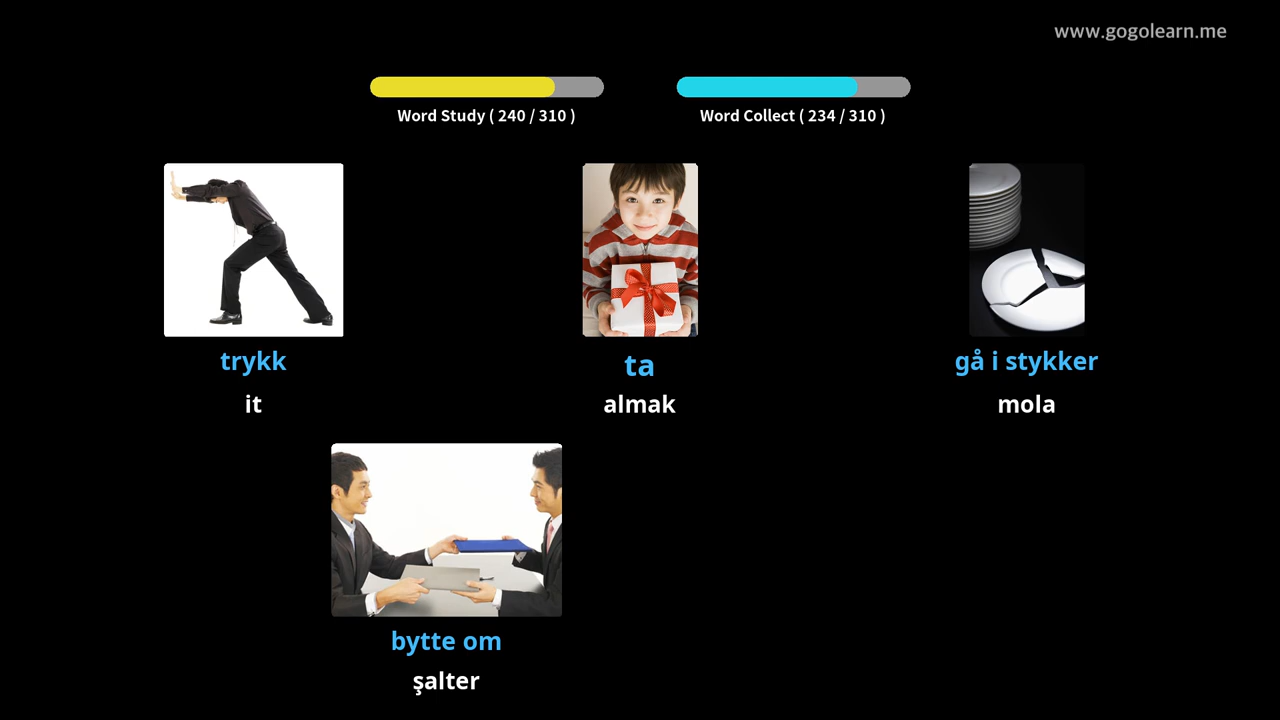 www.gogolearn.me
Word Study ( 240 / 310 )
Word Collect ( 234 / 310 )
trykk
it
ta
almak
gå i stykker
mola
bytte om
şalter